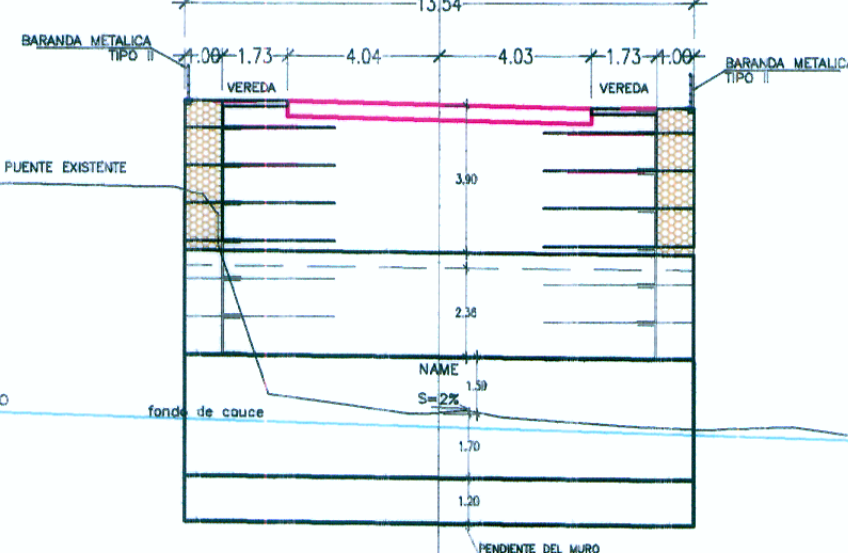 13.54
BARANDA METALICA
TIPO II
1.00 1.73 4.04 4.03 1.73 1.00
BARANDA METALICA
TIPO II
VEREDA VEREDA
PUENTE EXISTENTE
3.90
2.38
NAME
1.50
S=2%
O
fondo de cauce
1.70
1.20
PENDIENTE DEL MURO